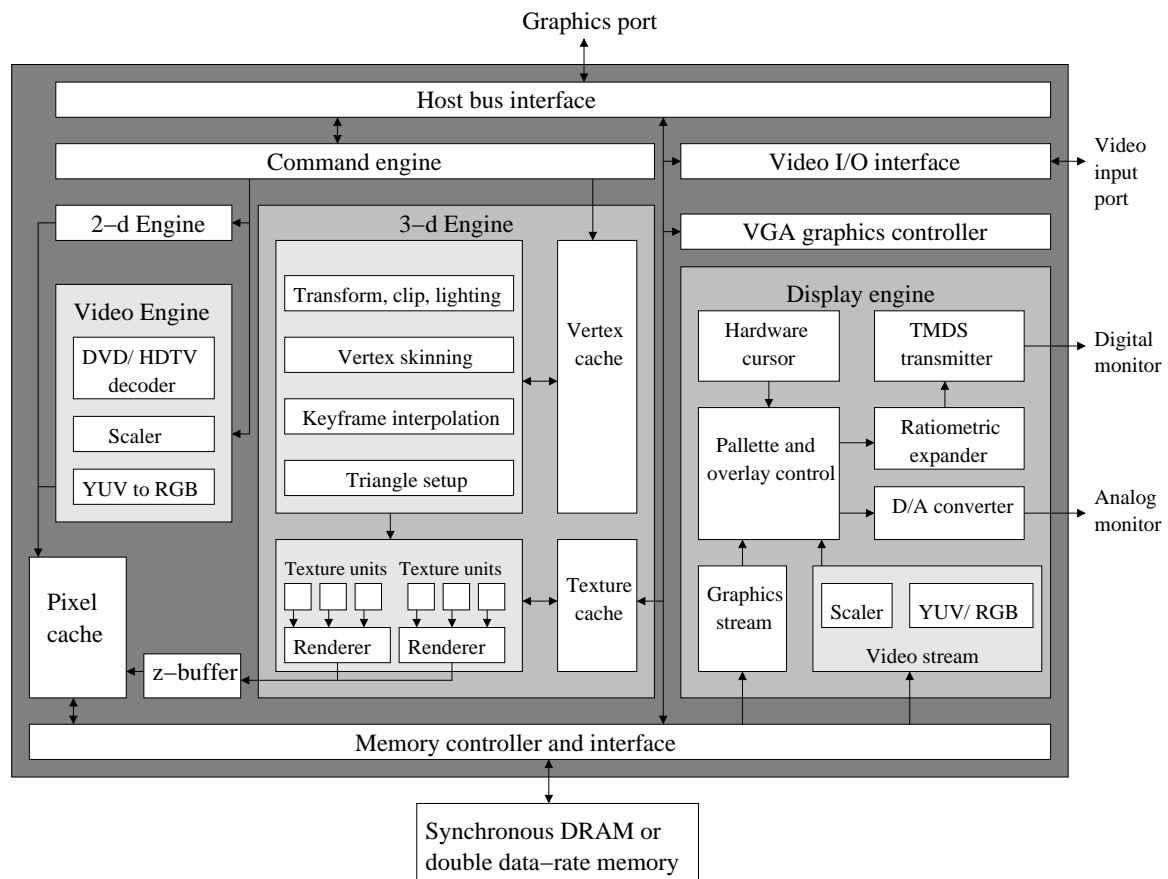 Graphics port
Host bus interface
Command engine
Video I/O interface
Video
input
port
2−d Engine
3−d Engine
VGA graphics controller
Video Engine
DVD/ HDTV
decoder
Scaler
YUV to RGB
Transform, clip, lighting
Vertex skinning
Keyframe interpolation
Triangle setup
Vertex
cache
Display engine
Hardware
cursor
TMDS
transmitter
Digital
monitor
Pallette and
overlay control
Ratiometric
expander
D/A converter
Analog
monitor
Pixel
cache
Texture units
Texture units
Renderer
Renderer
Texture
cache
Graphics
stream
Scaler
YUV/ RGB
Video stream
z−buffer
Memory controller and interface
Synchronous DRAM or
double data−rate memory